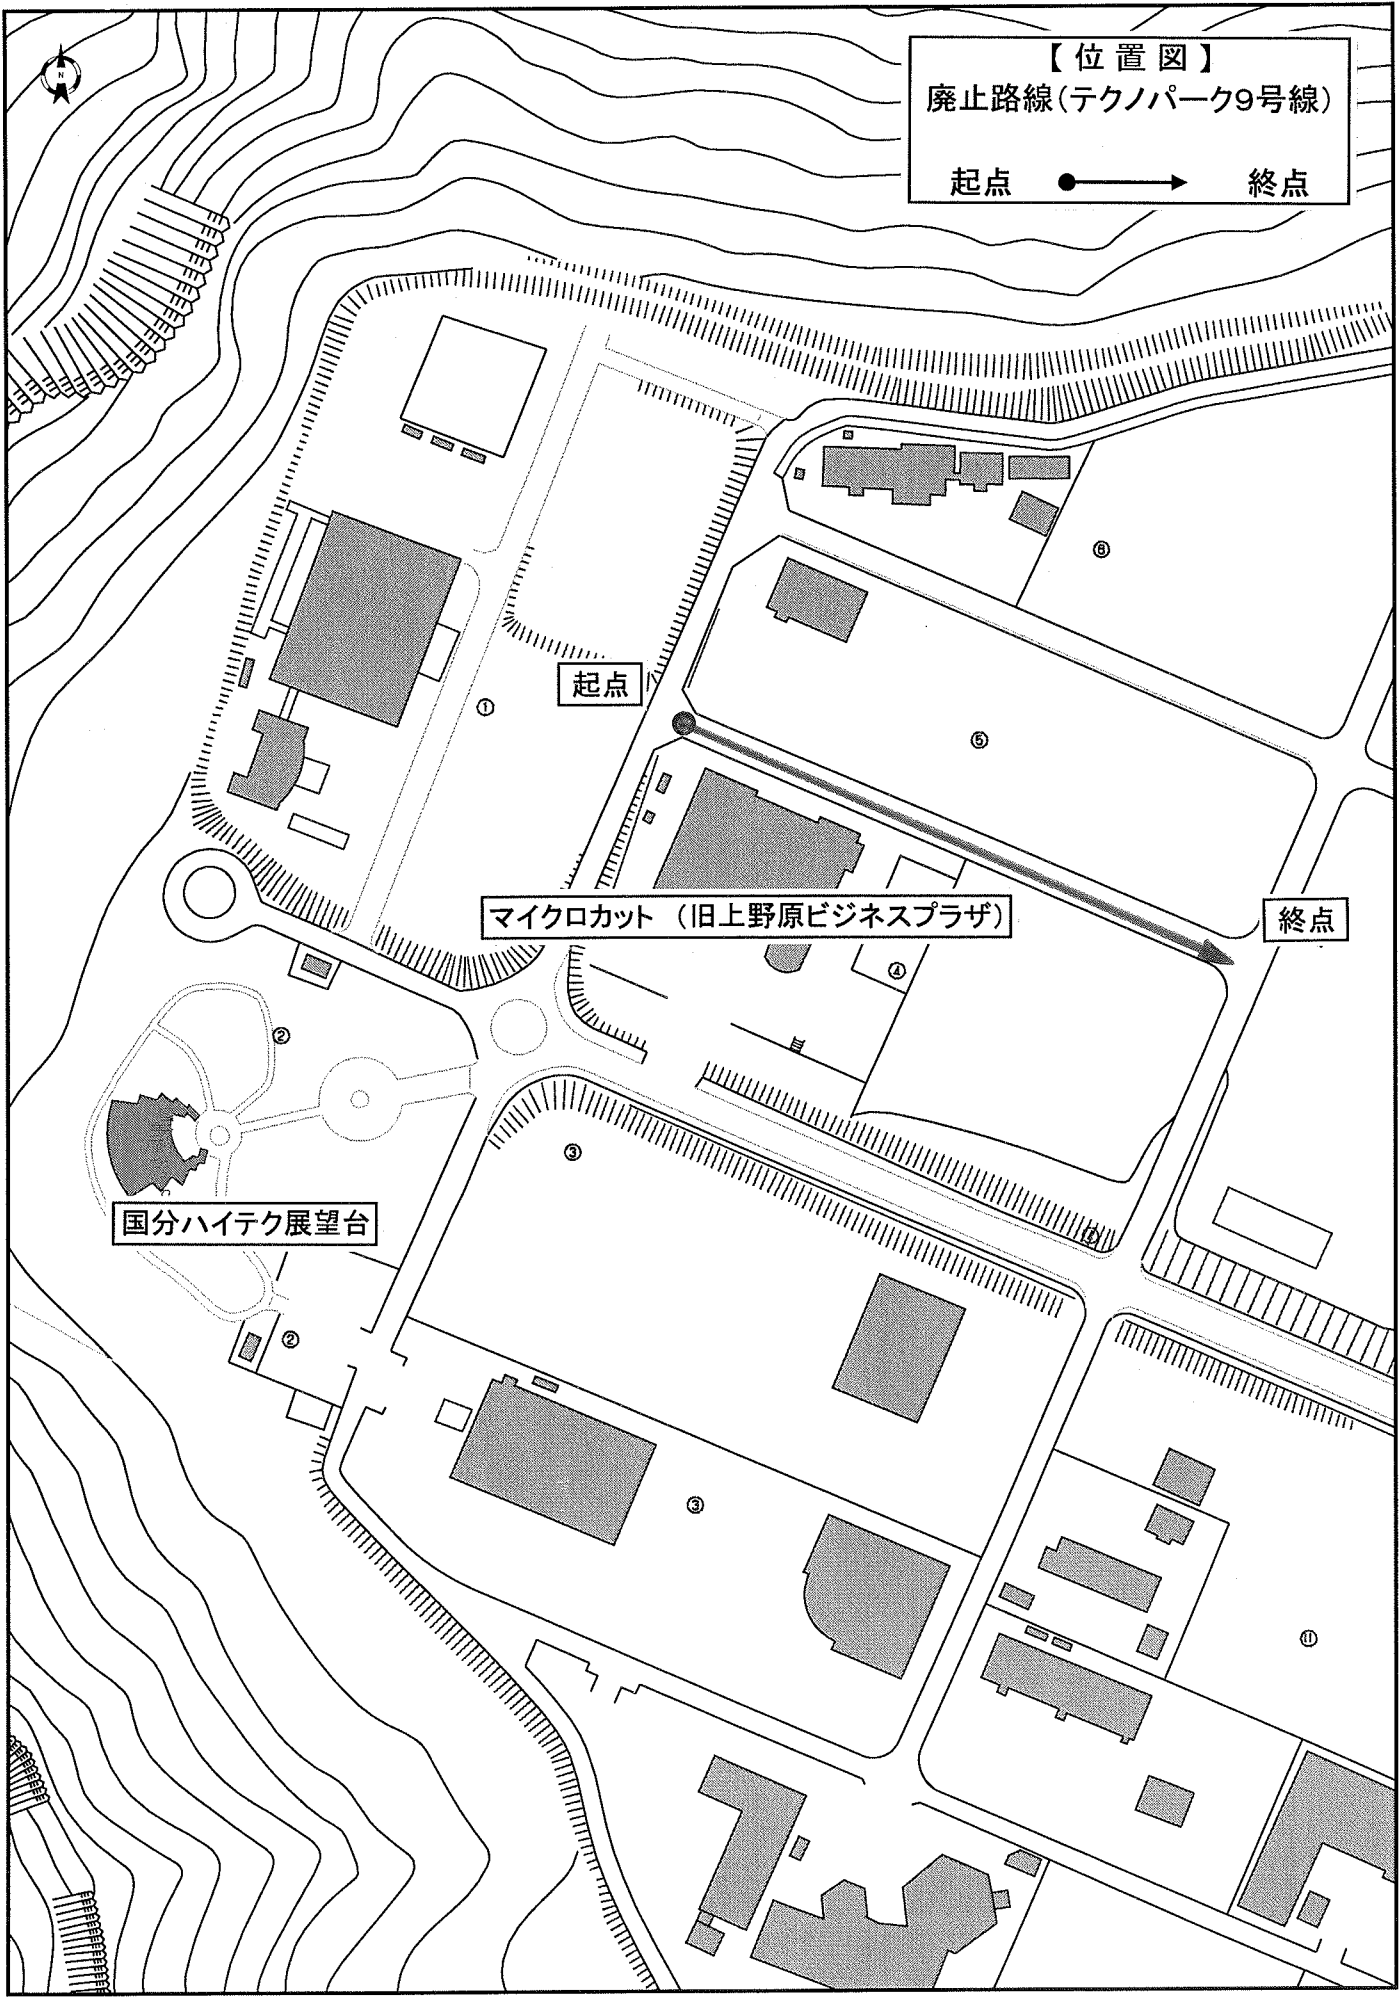 N
【位置図】
廃止路線(テクノパーク9号線)
起点 終点
⑧
起点
①
⑤
マイクロカット (旧上野原ビジネスプラザ)
終点
④
②
③
国分ハイテク展望台
②
③
⑪